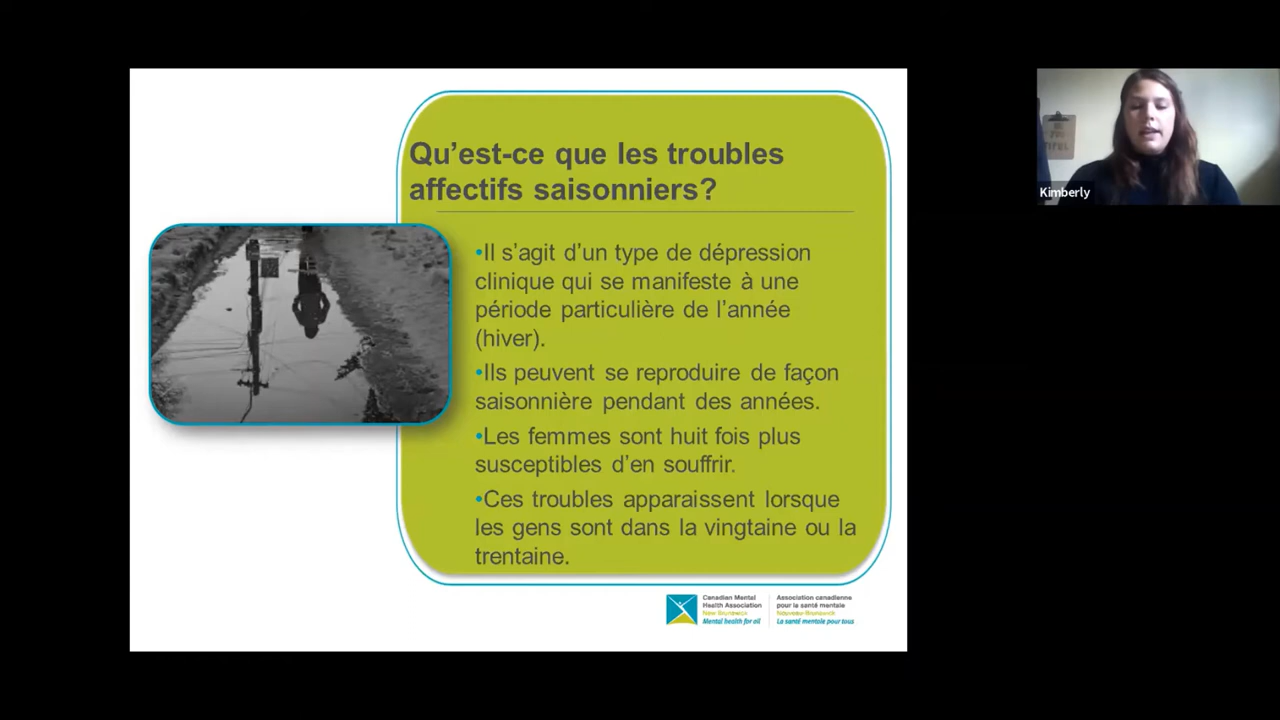 Qu’est-ce que les troubles
affectifs saisonniers?
•Il s’agit d’un type de dépression
clinique qui se manifeste à une
période particulière de l’année
(hiver).
•Ils peuvent se reproduire de façon
saisonnière pendant des années.
•Les femmes sont huit fois plus
susceptibles d’en souffrir.
•Ces troubles apparaissent lorsque
les gens sont dans la vingtaine ou la
trentaine.
Canadian Mental
Health Association
New Brunswick
Mental health for all
Association canadienne
pour la santé mentale
Nouveau-Brunswick
La santé mentale pour tous
Kimberly